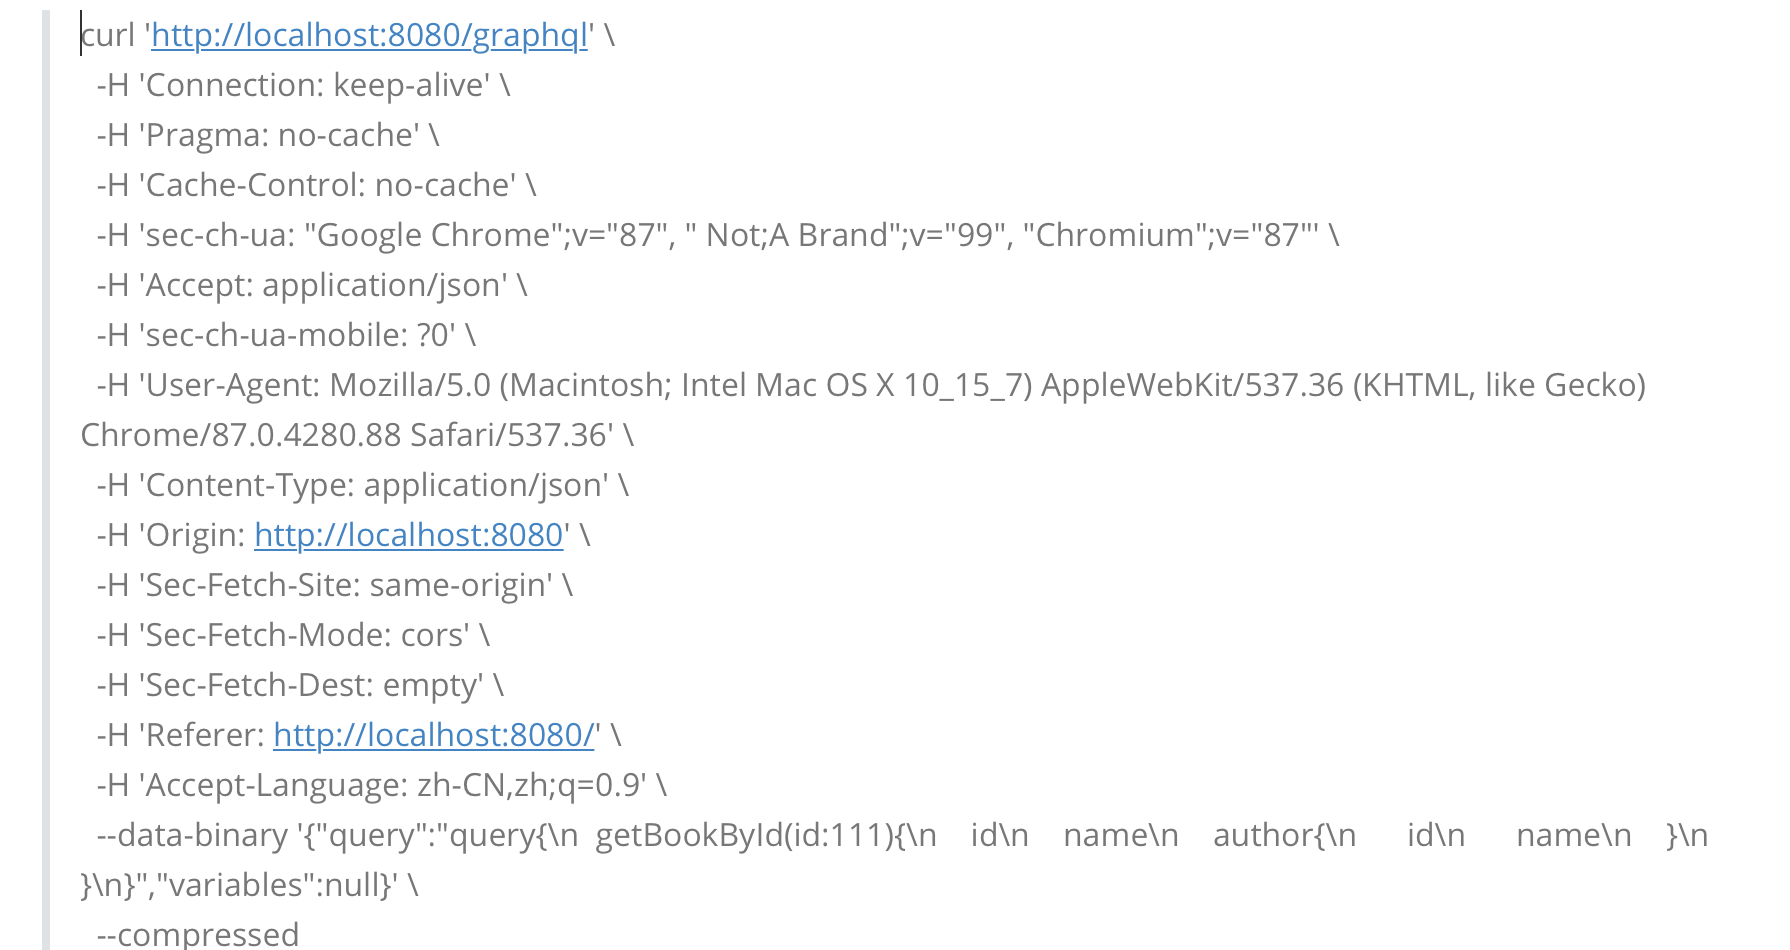 curl 'http://localhost:8080/graphql' \
-H 'Connection: keep-alive' \
-H 'Pragma: no-cache' \
-H 'Cache-Control: no-cache' \
-H 'sec-ch-ua: "Google Chrome";v="87", " Not;A Brand";v="99", "Chromium";v="87"' \
-H 'Accept: application/json' \
-H 'sec-ch-ua-mobile: ?0' \
-H 'User-Agent: Mozilla/5.0 (Macintosh; Intel Mac OS X 10_15_7) AppleWebKit/537.36 (KHTML, like Gecko)
Chrome/87.0.4280.88 Safari/537.36' \
-H 'Content-Type: application/json' \
-H 'Origin: http://localhost:8080' \
-H 'Sec-Fetch-Site: same-origin' \
-H 'Sec-Fetch-Mode: cors' \
-H 'Sec-Fetch-Dest: empty' \
-H 'Referer: http://localhost:8080/' \
-H 'Accept-Language: zh-CN,zh;q=0.9' \
--data-binary '{"query":"query{\n  getBookById(id:111){\n    id\n    name\n    author{\n      id\n      name\n    }\n
}\n}","variables":null}' \
--compressed